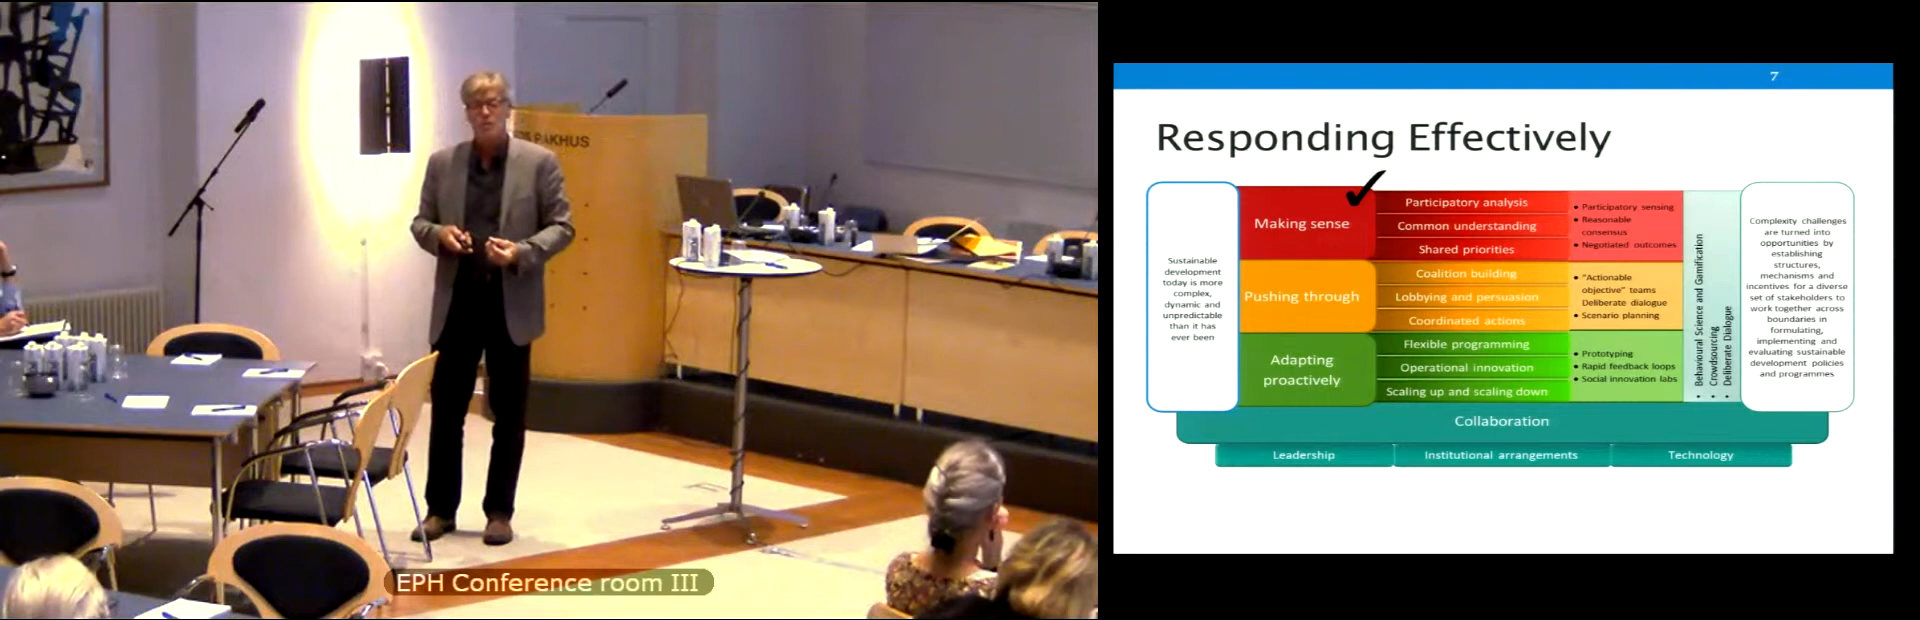 PAKHUS
EPH Conference room III
7
Responding Effectively
Sustainable
development
today is more
complex,
dynamic and
unpredictable
than it has
ever been
Making sense
Participatory analysis
Common understanding
Shared priorities
• Participatory sensing
• Reasonable
consensus
• Negotiated outcomes
Pushing through
Coalition building
Lobbying and persuasion
Coordinated actions
• "Actionable
objective" teams
Deliberate dialogue
• Scenario planning
Adapting
proactively
Flexible programming
Operational innovation
Scaling up and scaling down
• Prototyping
• Rapid feedback loops
• Social innovation labs
• Behavioural Science and Gamification
• Crowdsourcing
• Deliberate Dialogue
Complexity challenges
are turned into
opportunities by
establishing
structures,
mechanisms and
incentives for a diverse
set of stakeholders to
work together across
boundaries in
formulating,
implementing and
evaluating sustainable
development policies
and programmes
Collaboration
Leadership
Institutional arrangements
Technology